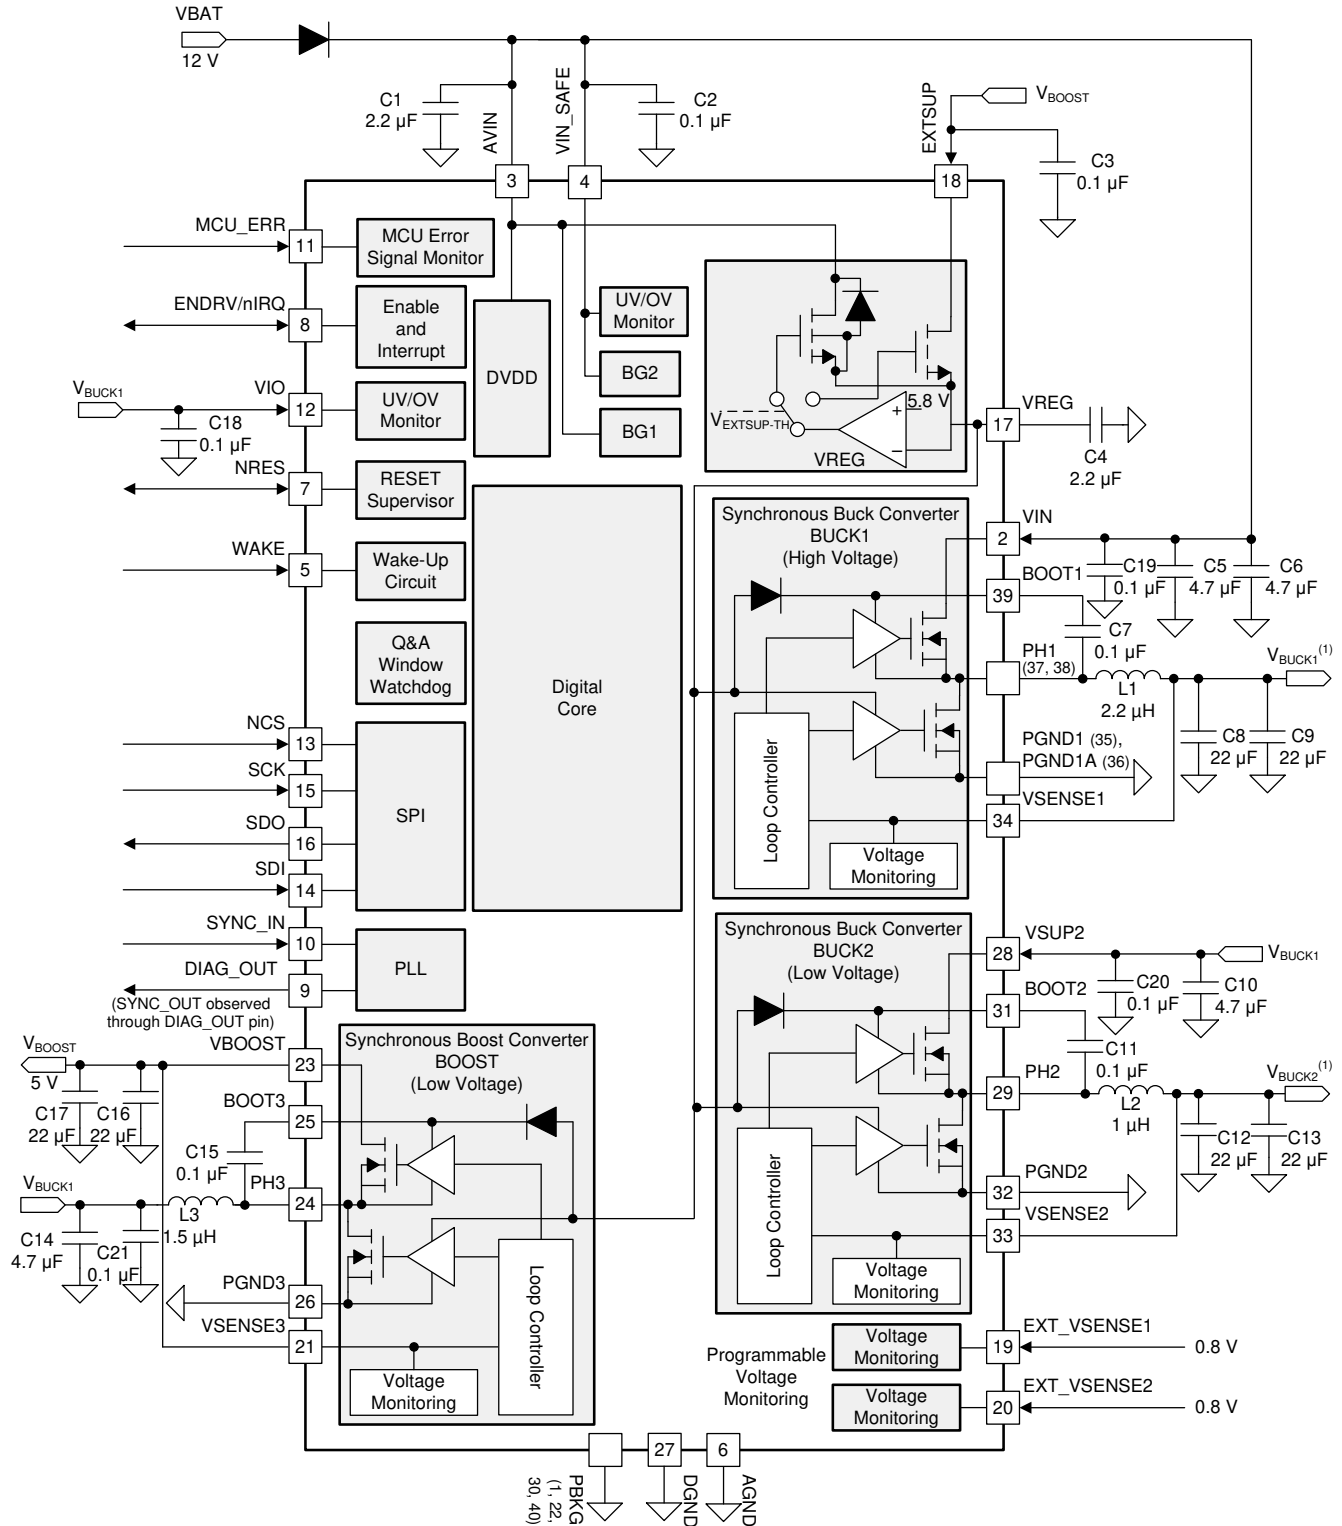 VBAT
12 V
C1
2.2 µF
AVIN
VIN_SAFE
C2
0.1 µF
EXTSUP
VBOOST
C3
0.1 µF
3
4
18
MCU_ERR
11
MCU Error
Signal Monitor
ENDRV/nIRQ
8
Enable
and
Interrupt
VBUCK1
VIO
12
UV/OV
Monitor
C18
0.1 µF
NRES
7
RESET
Supervisor
WAKE
5
Wake-Up
Circuit
Q&A
Window
Watchdog
DVDD
UV/OV
Monitor
BG2
BG1
5.8 V
+
–
VEXTSUP-TH
VREG
VREG
17
C4
2.2 µF
Digital
Core
NCS
13
SCK
15
SDO
16
SDI
14
SPI
SYNC_IN
10
DIAG_OUT
9
(SYNC_OUT observed
through DIAG_OUT pin)
PLL
Synchronous Buck Converter
BUCK1
(High Voltage)
Loop Controller
Voltage
Monitoring
VIN
2
BOOT1
39
C19
0.1 µF
C5
4.7 µF
C6
4.7 µF
C7
0.1 µF
PH1
(37, 38)
L1
2.2 µH
VBUCK1(1)
C8
22 µF
C9
22 µF
PGND1 (35),
PGND1A (36)
VSENSE1
34
Synchronous Buck Converter
BUCK2
(Low Voltage)
Loop Controller
Voltage
Monitoring
VSUP2
28
VBUCK1
BOOT2
31
C20
0.1 µF
C10
4.7 µF
C11
0.1 µF
PH2
29
L2
1 µH
VBUCK2(1)
C12
22 µF
C13
22 µF
PGND2
32
VSENSE2
33
VBOOST
5 V
VBOOST
23
C17
22 µF
C16
22 µF
BOOT3
25
C15
0.1 µF
VBUCK1
PH3
24
L3
1.5 µH
C14
4.7 µF
C21
0.1 µF
PGND3
26
VSENSE3
21
Synchronous Boost Converter
BOOST
(Low Voltage)
Loop Controller
Voltage
Monitoring
Programmable
Voltage
Monitoring
Voltage
Monitoring
19
EXT_VSENSE1
0.8 V
Voltage
Monitoring
20
EXT_VSENSE2
0.8 V
27
6
PBKG
(1, 22,
30, 40)
DGND
AGND